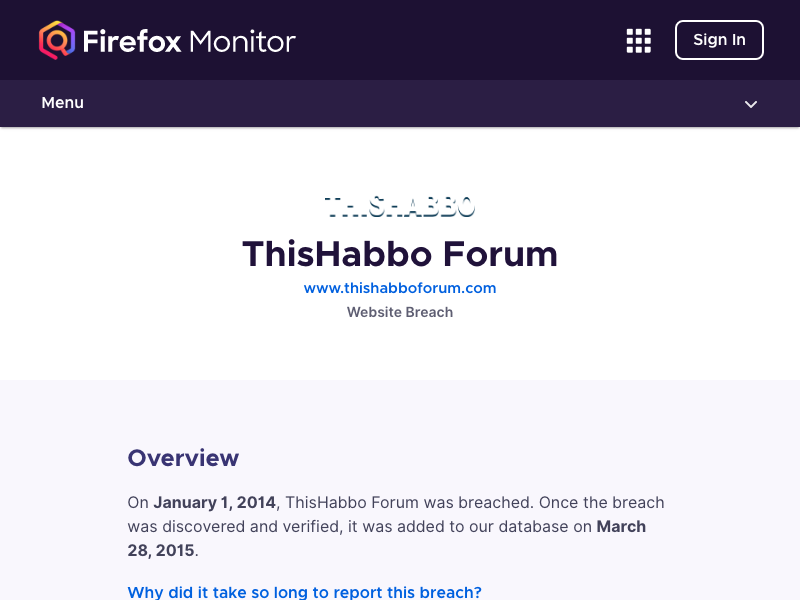 Firefox Monitor
Sign In
Menu
THISHABBO
ThisHabbo Forum
www.thishabboforum.com
Website Breach
Overview
On January 1, 2014, ThisHabbo Forum was breached. Once the breach
was discovered and verified, it was added to our database on March
28, 2015.
Why did it take so long to report this breach?